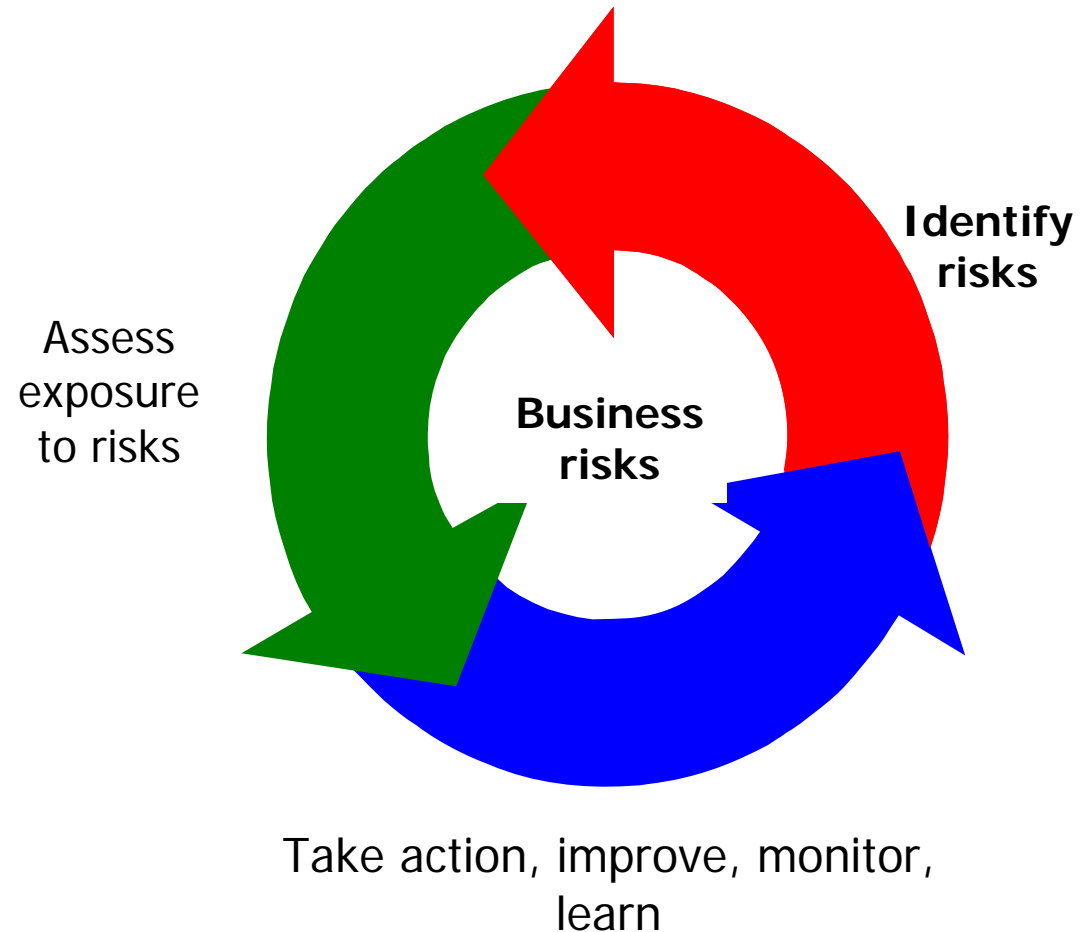 Identify
risks
Assess
exposure
to risks
Business
risks
Take action, improve, monitor,
learn